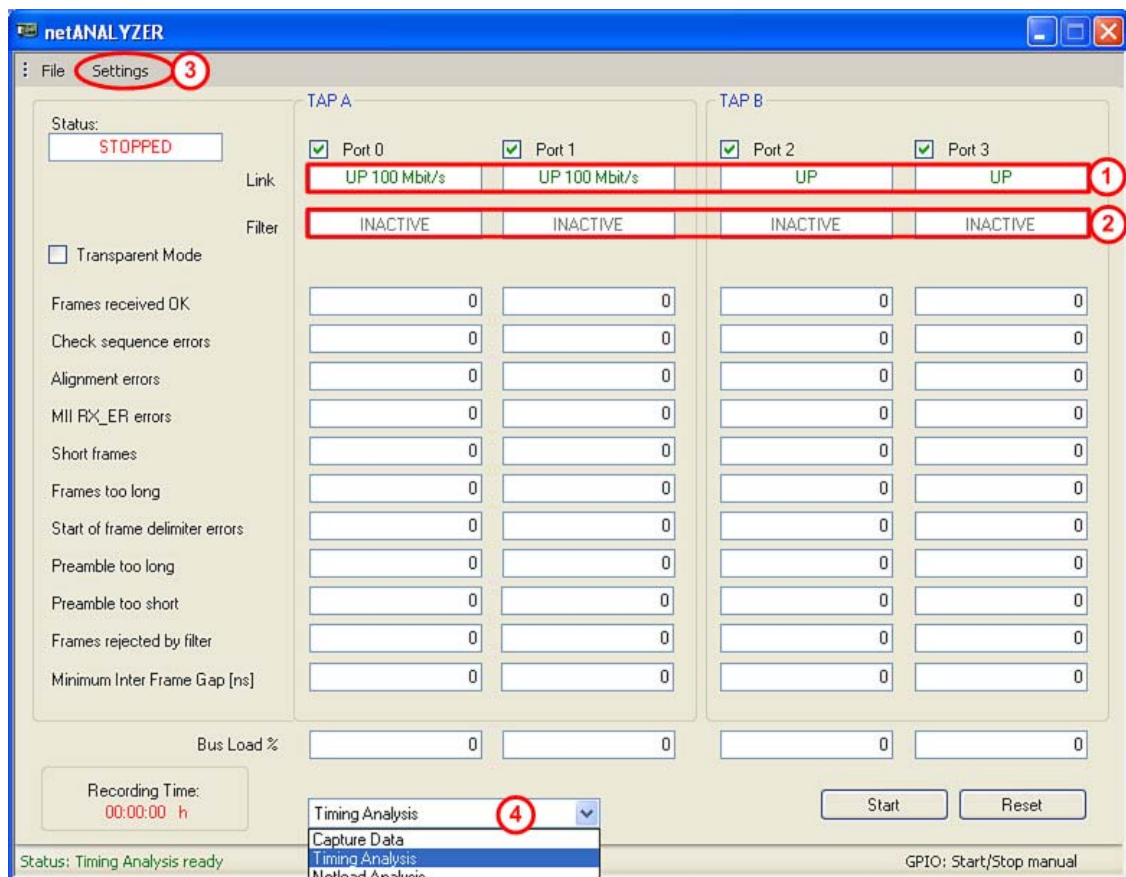 netANALYZER
File Settings 3
TAP A TAP B
Status:
STOPPED
Port 0 Port 1 Port 2 Port 3
Link UP 100 Mbit/s UP 100 Mbit/s UP UP 1
Filter INACTIVE INACTIVE INACTIVE INACTIVE 2
Transparent Mode
Frames received OK 0 0 0 0
Check sequence errors 0 0 0 0
Alignment errors 0 0 0 0
MII RX_ER errors 0 0 0 0
Short frames 0 0 0 0
Frames too long 0 0 0 0
Start of frame delimiter errors 0 0 0 0
Preamble too long 0 0 0 0
Preamble too short 0 0 0 0
Frames rejected by filter 0 0 0 0
Minimum Inter Frame Gap [ns] 0 0 0 0
Bus Load % 0 0 0 0
Recording Time:
00:00:00 h
Timing Analysis 4 Start Reset
Capture Data
Timing Analysis
Netload Analysis
Status: Timing Analysis ready GPIO: Start/Stop manual